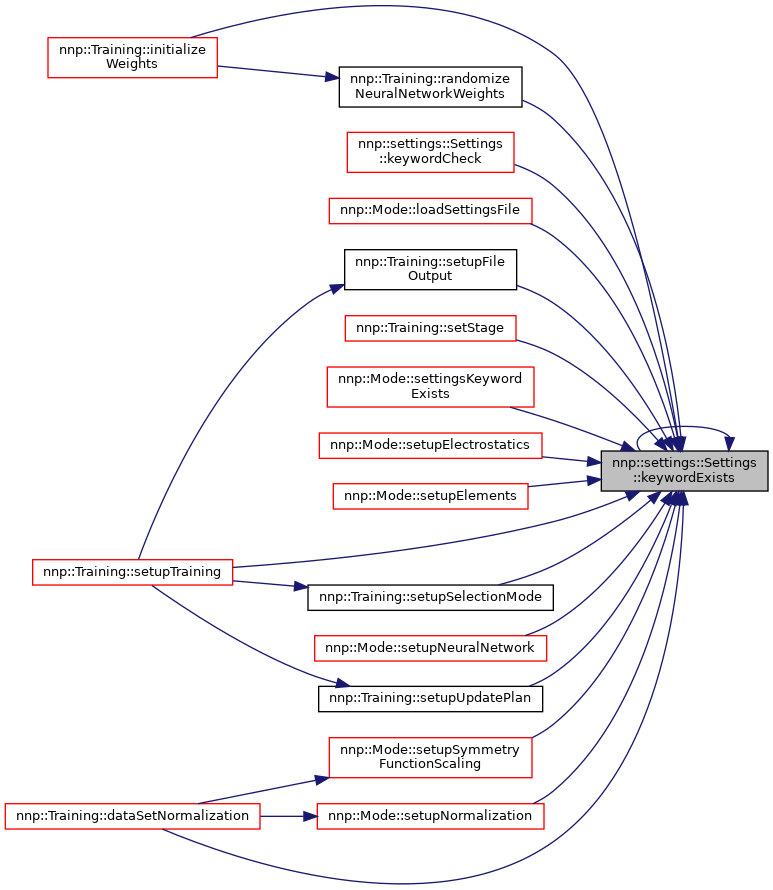 nnp::Training::initialize
Weights
nnp::Training::randomize
NeuralNetworkWeights
nnp::settings::Settings
::keywordCheck
nnp::Mode::loadSettingsFile
nnp::Training::setupFile
Output
nnp::Training::setStage
nnp::Mode::settingsKeyword
Exists
nnp::Mode::setupElectrostatics
nnp::settings::Settings
::keywordExists
nnp::Mode::setupElements
nnp::Training::setupTraining
nnp::Training::setupSelectionMode
nnp::Mode::setupNeuralNetwork
nnp::Training::setupUpdatePlan
nnp::Mode::setupSymmetry
FunctionScaling
nnp::Training::dataSetNormalization
nnp::Mode::setupNormalization